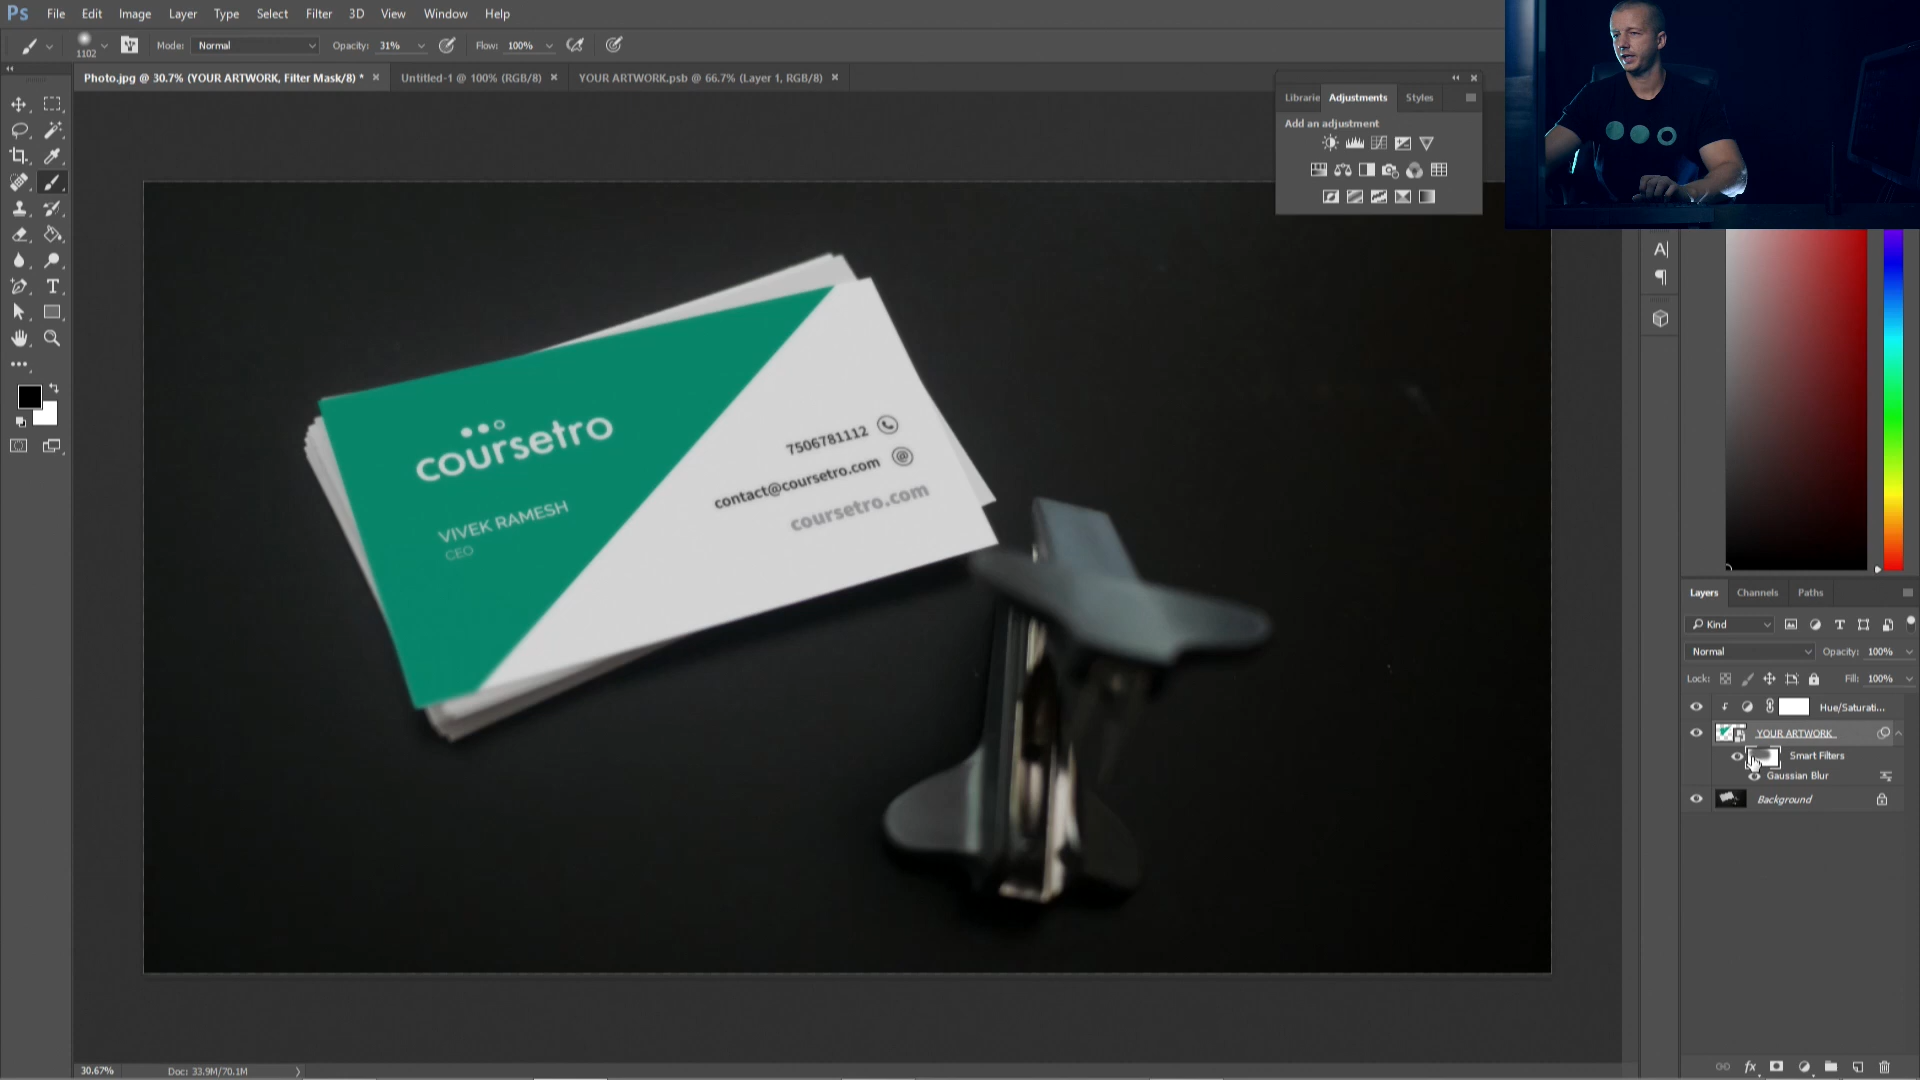 Ps File Edit Image Layer Type Select Filter 3D View Window Help
1102 Mode: Normal Opacity: 31% Flow: 100%
Photo.jpg @ 30.7% (YOUR ARTWORK, Filter Mask/8) * × Untitled-1 @ 100% (RGB/8) × YOUR ARTWORK.psb @ 66.7% (Layer 1, RGB/8) ×
Librarie Adjustments Styles
Add an adjustment
coursetro
VIVEK RAMESH
CEO
7506781112
contact@coursetro.com @
coursetro.com
A|
Layers Channels Paths
Kind
Normal Opacity: 100%
Lock: Fill: 100%
Hue/Saturati...
YOUR ARTWORK
Smart Filters
Gaussian Blur
Background
fx
30.67% Doc: 33.9M/70.1M